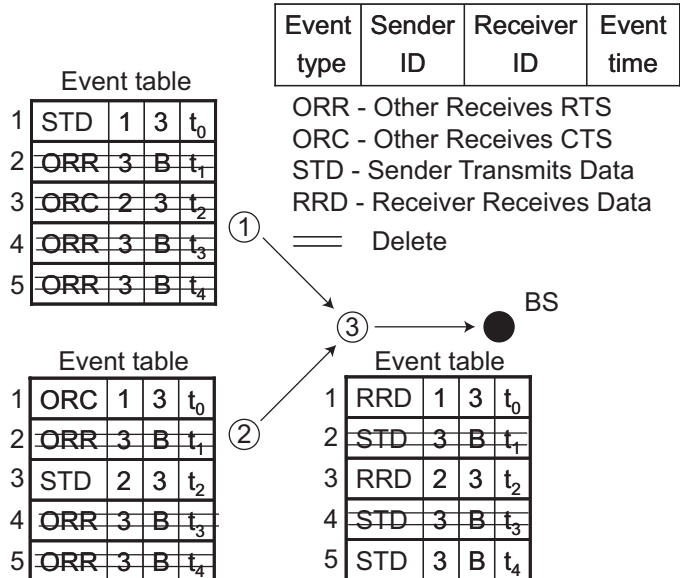 Event Sender Receiver Event
type ID ID time
ORR - Other Receives RTS
ORC - Other Receives CTS
STD - Sender Transmits Data
RRD - Receiver Receives Data
Delete
Event table
1 STD 1 3 t0
2 ORR 3 B t1
3 ORC 2 3 t2
4 ORR 3 B t3
5 ORR 3 B t4
1
3
BS
2
Event table
1 ORC 1 3 t0
2 ORR 3 B t1
3 STD 2 3 t2
4 ORR 3 B t3
5 ORR 3 B t4
Event table
1 RRD 1 3 t0
2 STD 3 B t1
3 RRD 2 3 t2
4 STD 3 B t3
5 STD 3 B t4